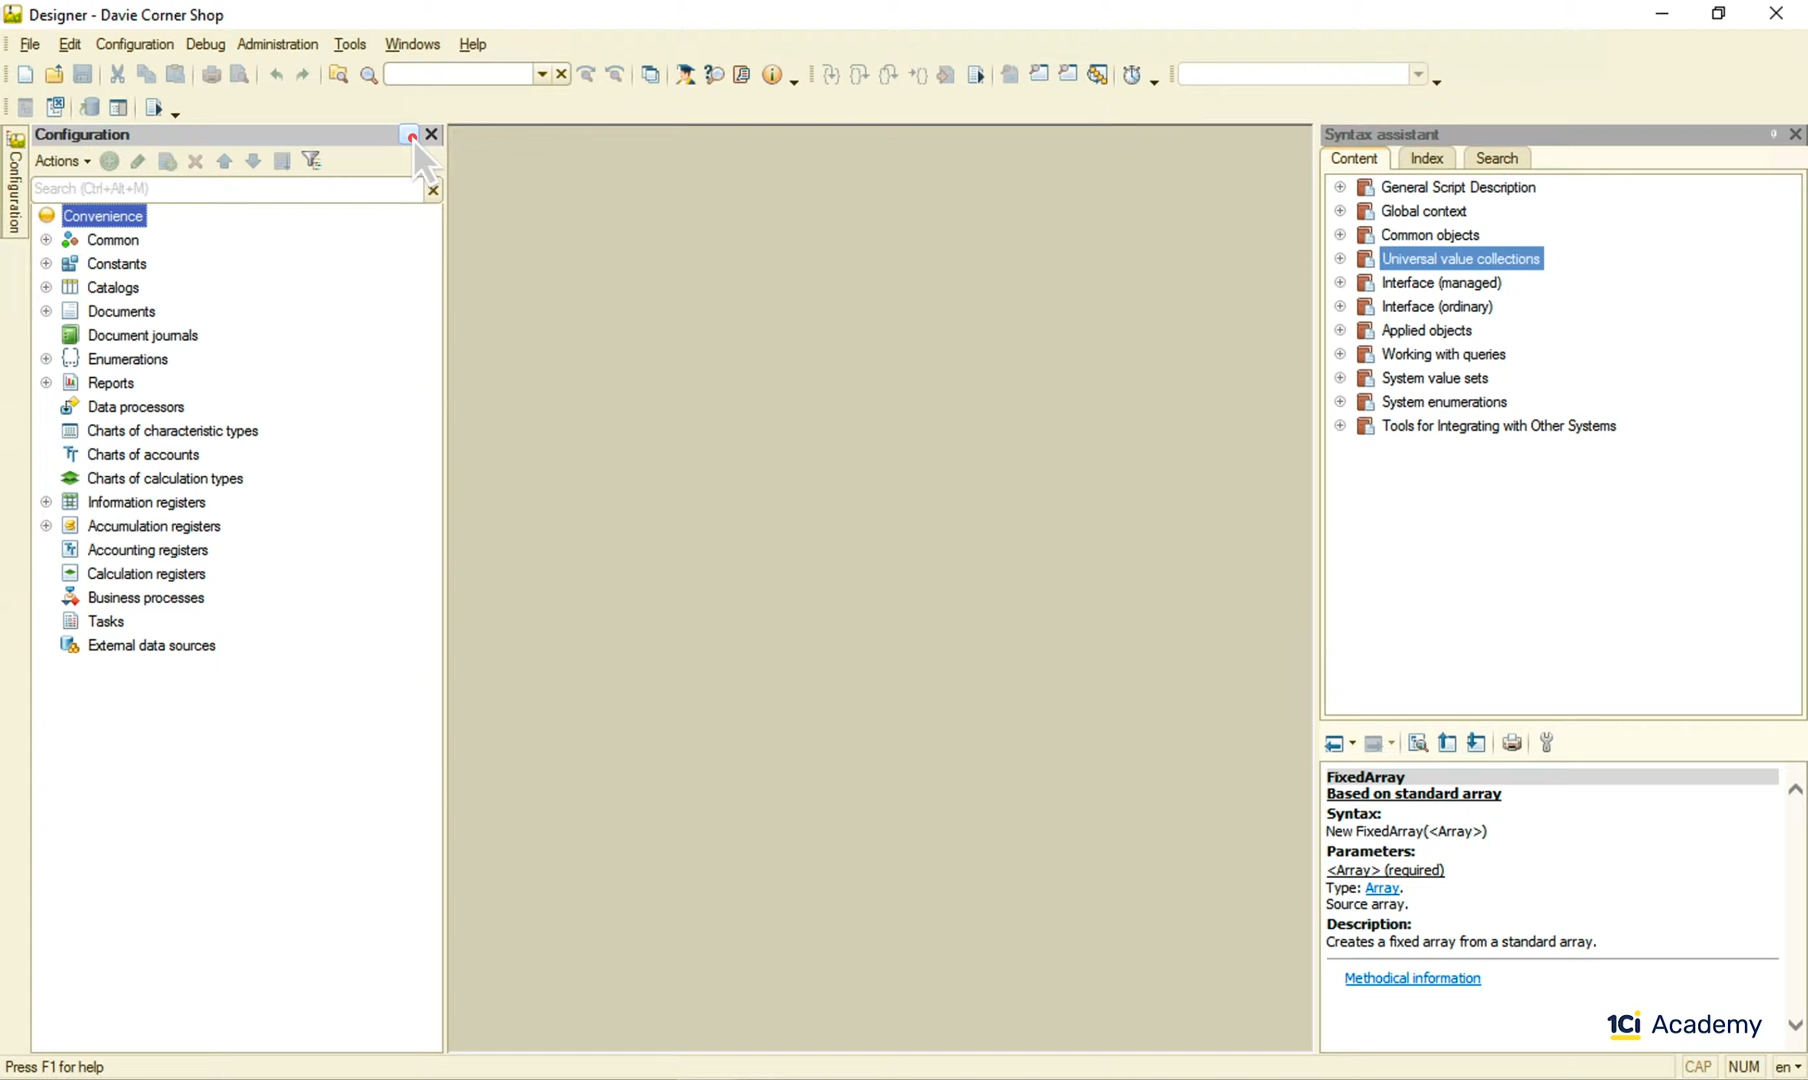 Designer - Davie Corner Shop
File Edit Configuration Debug Administration Tools Windows Help
Configuration
Configuration
Actions
Search (Ctrl+Alt+M)
Convenience
Common
Constants
Catalogs
Documents
Document journals
Enumerations
Reports
Data processors
Charts of characteristic types
Charts of accounts
Charts of calculation types
Information registers
Accumulation registers
Accounting registers
Calculation registers
Business processes
Tasks
External data sources
Syntax assistant
Content Index Search
General Script Description
Global context
Common objects
Universal value collections
Interface (managed)
Interface (ordinary)
Applied objects
Working with queries
System value sets
System enumerations
Tools for Integrating with Other Systems
FixedArray
Based on standard array
Syntax:
New FixedArray(<Array>)
Parameters:
<Array> (required)
Type: Array.
Source array.
Description:
Creates a fixed array from a standard array.
Methodical information
1Ci Academy
Press F1 for help
CAP NUM en